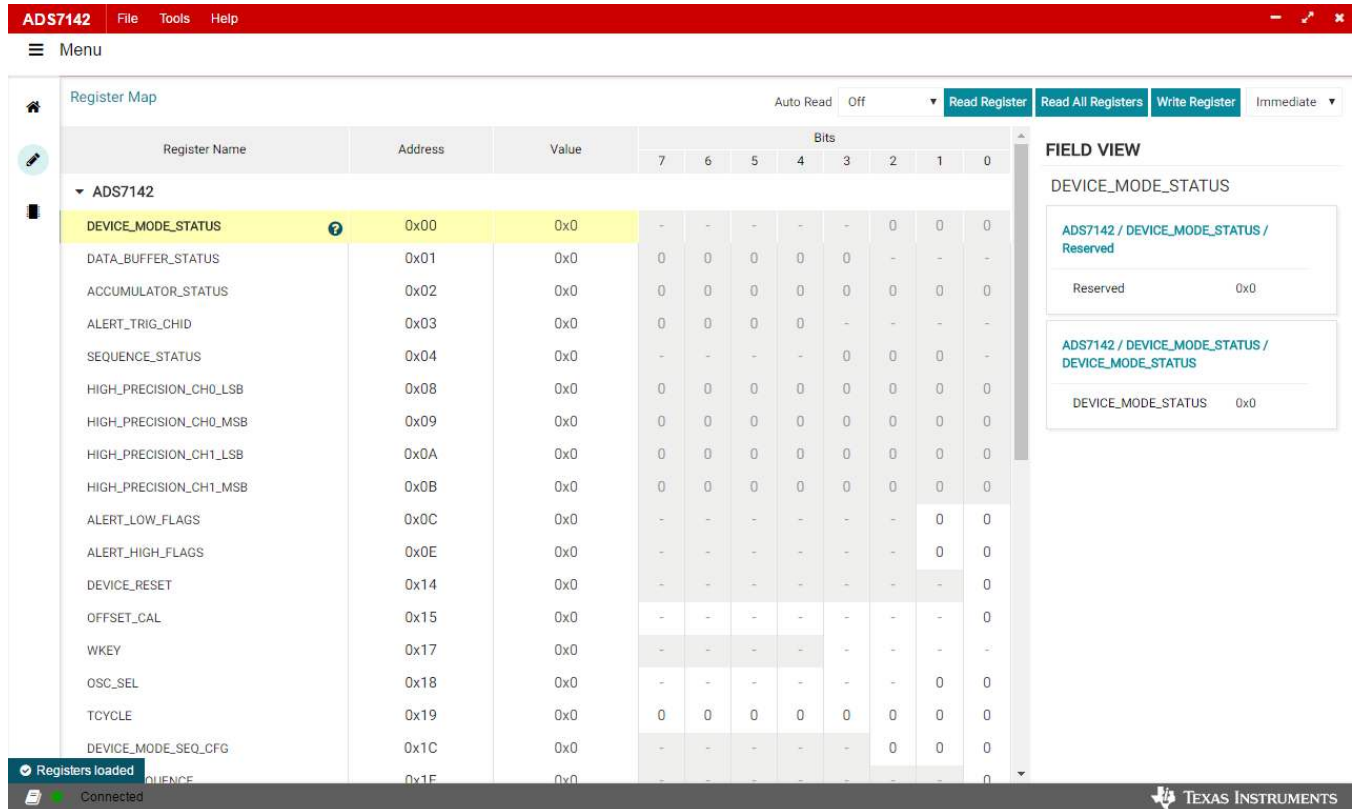 ADS7142 File Tools Help
Menu
Register Map Auto Read Off Read Register Read All Registers Write Register Immediate
Register Name Address Value Bits
7 6 5 4 3 2 1 0
ADS7142
DEVICE_MODE_STATUS 0x00 0x0 - - - - - 0 0 0
DATA_BUFFER_STATUS 0x01 0x0 0 0 0 0 0 - - -
ACCUMULATOR_STATUS 0x02 0x0 0 0 0 0 0 0 0 0
ALERT_TRIG_CHID 0x03 0x0 0 0 0 0 - - - -
SEQUENCE_STATUS 0x04 0x0 - - - - 0 0 0 -
HIGH_PRECISION_CH0_LSB 0x08 0x0 0 0 0 0 0 0 0 0
HIGH_PRECISION_CH0_MSB 0x09 0x0 0 0 0 0 0 0 0 0
HIGH_PRECISION_CH1_LSB 0x0A 0x0 0 0 0 0 0 0 0 0
HIGH_PRECISION_CH1_MSB 0x0B 0x0 0 0 0 0 0 0 0 0
ALERT_LOW_FLAGS 0x0C 0x0 - - - - - - 0 0
ALERT_HIGH_FLAGS 0x0E 0x0 - - - - - - 0 0
DEVICE_RESET 0x14 0x0 - - - - - - - 0
OFFSET_CAL 0x15 0x0 - - - - - - - 0
WKEY 0x17 0x0 - - - - - - - -
OSC_SEL 0x18 0x0 - - - - - - 0 0
TCYCLE 0x19 0x0 0 0 0 0 0 0 0 0
DEVICE_MODE_SEQ_CFG 0x1C 0x0 - - - - - 0 0 0
FIELD VIEW
DEVICE_MODE_STATUS
ADS7142 / DEVICE_MODE_STATUS /
Reserved
Reserved 0x0
ADS7142 / DEVICE_MODE_STATUS /
DEVICE_MODE_STATUS
DEVICE_MODE_STATUS 0x0
Registers loaded
Connected
TEXAS INSTRUMENTS